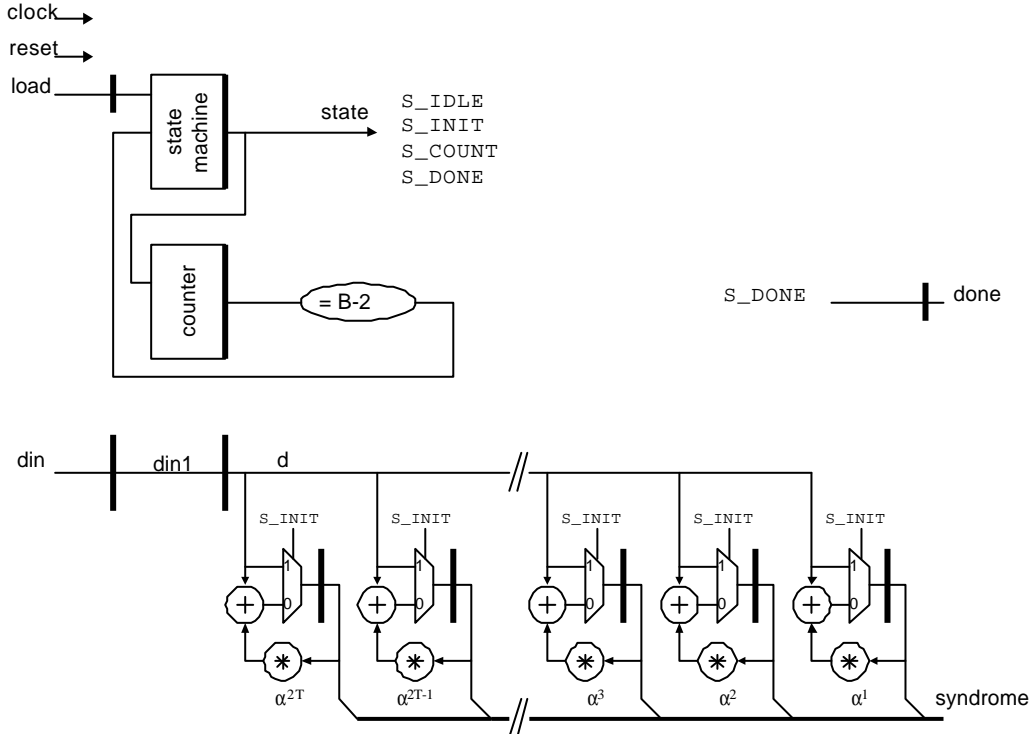 clock
reset
load
state machine
state
S_IDLE
S_INIT
S_COUNT
S_DONE
counter
= B-2
S_DONE
done
din
din1
d
S_INIT
S_INIT
S_INIT
S_INIT
S_INIT
1
1
1
1
1
+
0
+
0
+
0
+
0
+
0
*
*
*
*
*
α²ᵀ
α²ᵀ⁻¹
α³
α²
α¹
syndrome